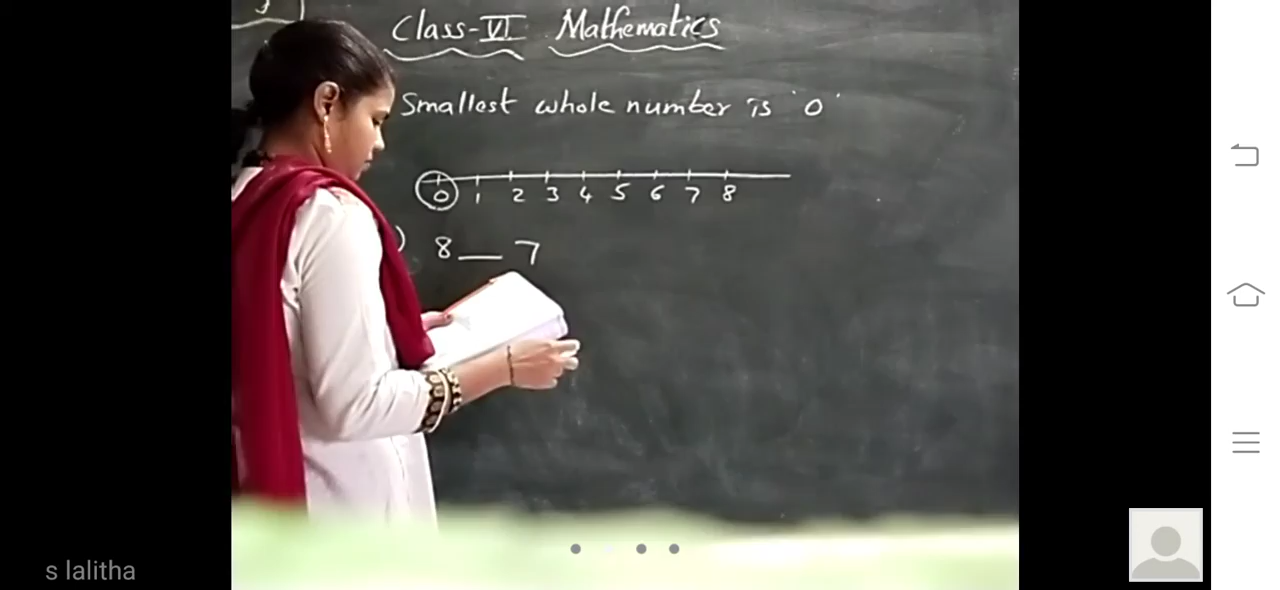 Class-VI Mathematics
Smallest whole number is '0'
0 1 2 3 4 5 6 7 8
) 8 __ 7
s lalitha